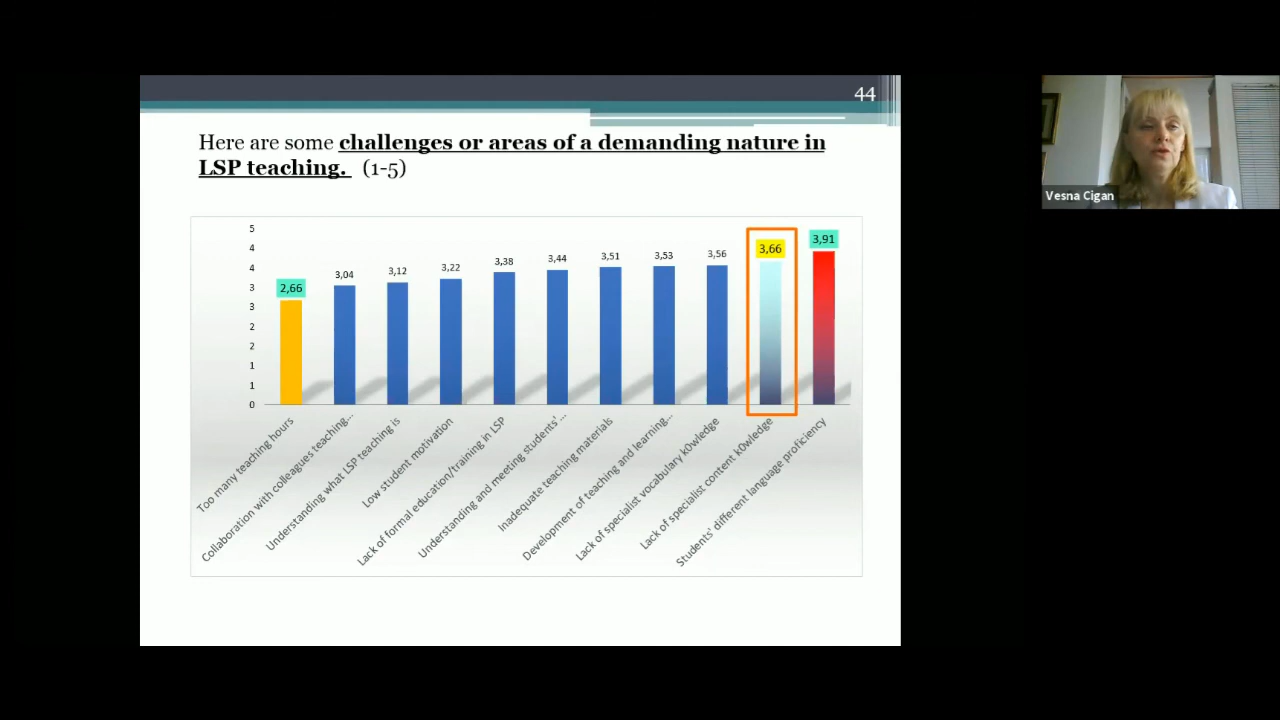 44
Here are some challenges or areas of a demanding nature in
LSP teaching. (1-5)
Vesna Cigan
5
4
4
3
3
2
2
1
1
0
2,66
3,04
3,12
3,22
3,38
3,44
3,51
3,53
3,56
3,66
3,91
Too many teaching hours
Collaboration with colleagues teaching...
Understanding what LSP teaching is
Low student motivation
Lack of formal education/training in LSP
Understanding and meeting students' ...
Inadequate teaching materials
Development of teaching and learning...
Lack of specialist vocabulary k0wledge
Lack of specialist content k0wledge
Students' different language proficiency